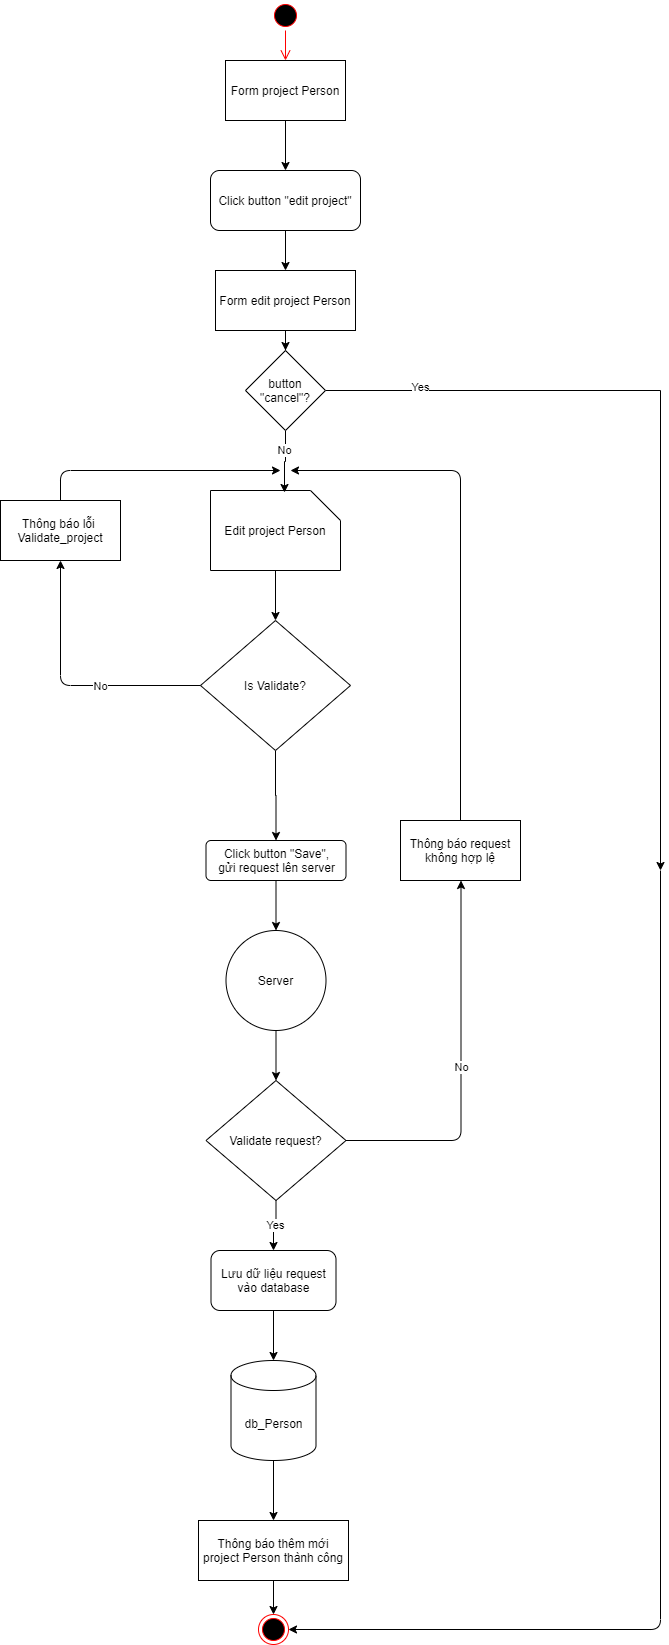 Form project Person
Click button "edit project"
Form edit project Person
button
"cancel"?
Yes
No
Thông báo lỗi
Validate_project
Edit project Person
Is Validate?
No
Click button "Save",
gửi request lên server
Thông báo request
không hợp lệ
Server
No
Validate request?
Yes
Lưu dữ liệu request
vào database
db_Person
Thông báo thêm mới
project Person thành công